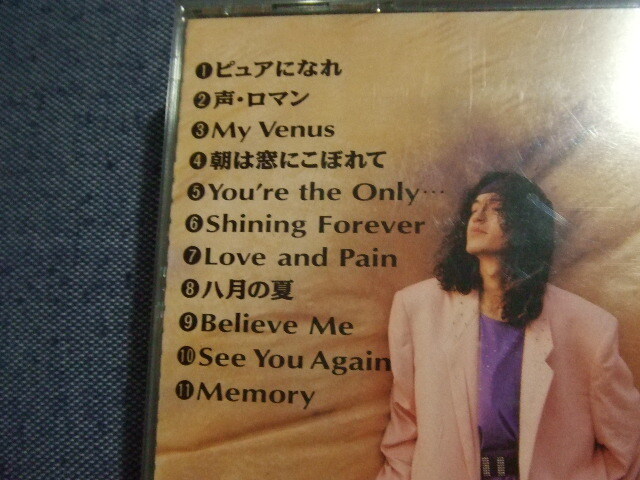 ❶ピュアになれ
❷声・ロマン
❸My Venus
❹朝は窓にこぼれて
❺You're the Only…
❻Shining Forever
❼Love and Pain
❽八月の夏
❾Believe Me
❿See You Again
⓫Memory